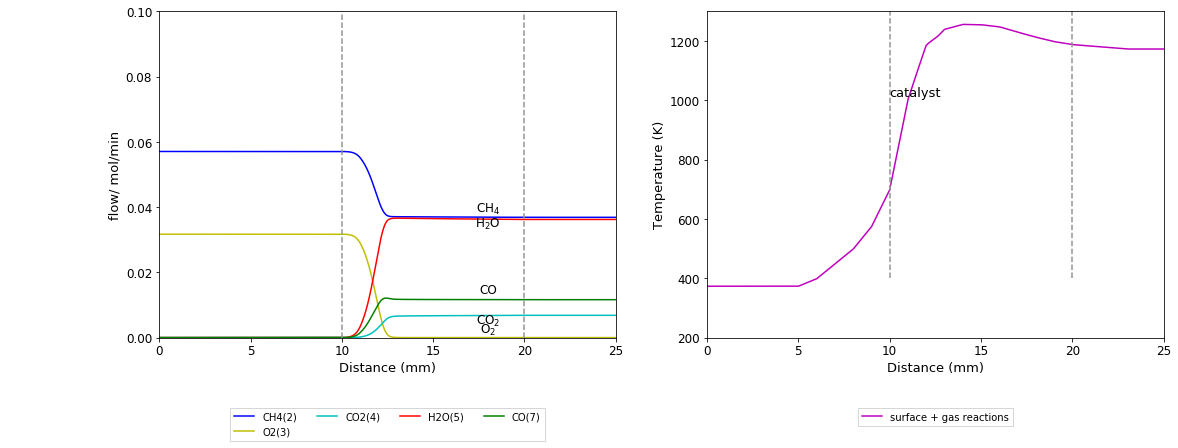 0.10
0.08
0.06
0.04
0.02
0.00
flow/ mol/min
CH₄
H₂O
CO
CO₂
O₂
0 5 10 15 20 25
Distance (mm)
CH4(2) CO2(4) H2O(5) CO(7)
O2(3)
1200
1000
800
600
400
200
Temperature (K)
catalyst
0 5 10 15 20 25
Distance (mm)
surface + gas reactions